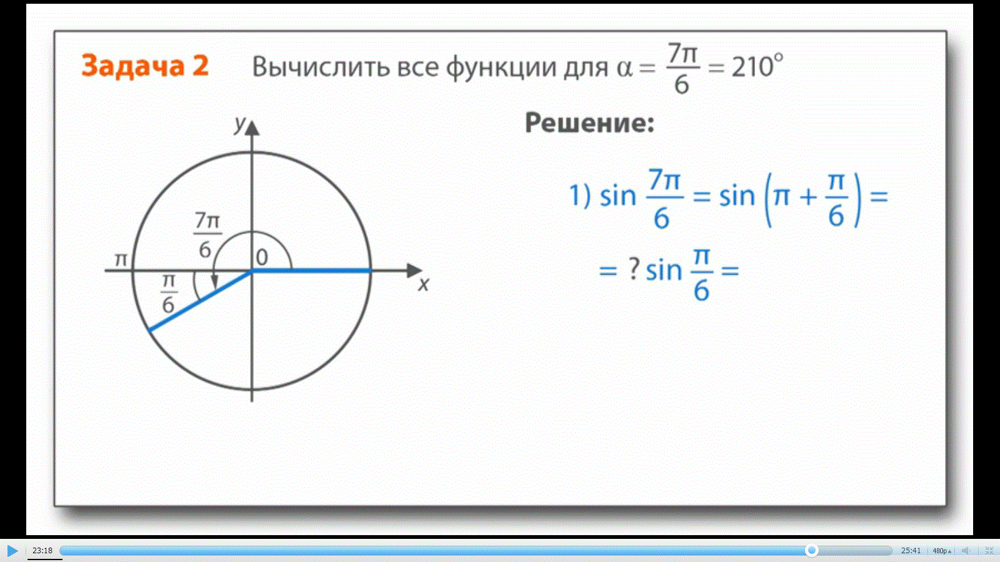 Задача 2 Вычислить все функции для α = 7π/6 = 210°
Решение:
y
1) sin 7π/6 = sin (π + π/6) =
7π/6
= ? sin π/6 =
π
0
x
π/6
23:18
25:41
480p